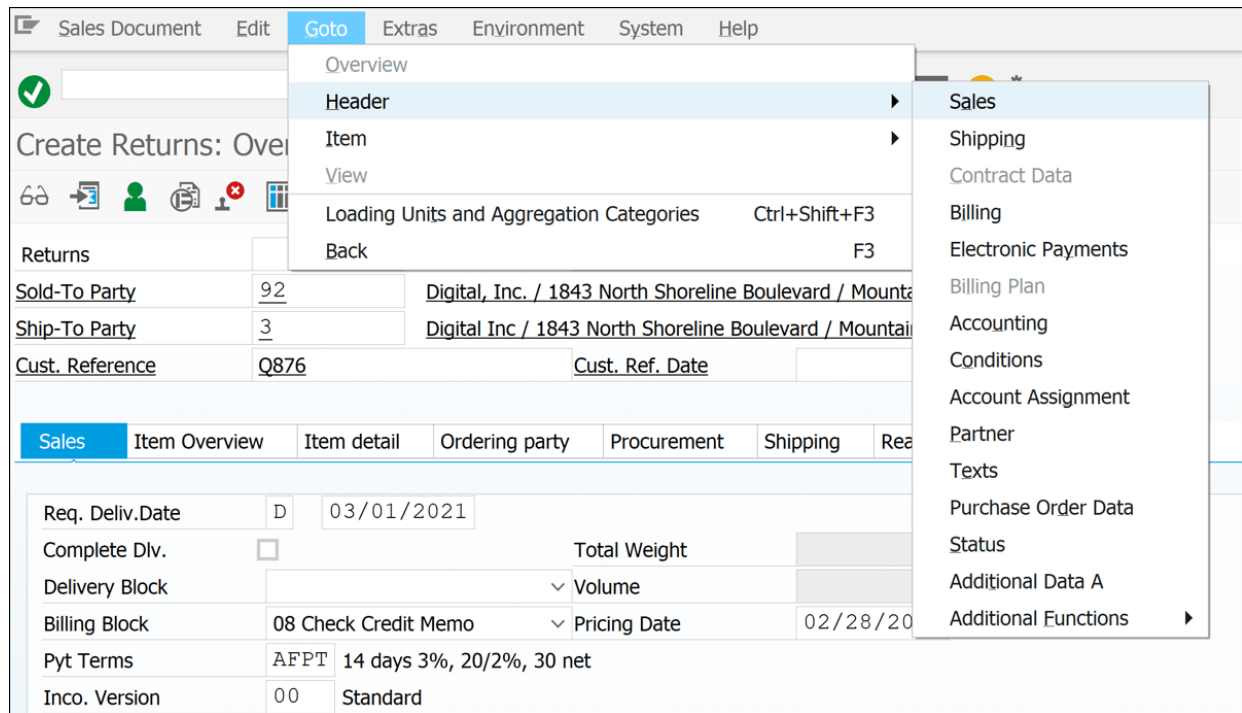 Sales Document Edit Goto Extras Environment System Help
Overview
Header
Sales
Create Returns: Over
Item
Shipping
View
Contract Data
Loading Units and Aggregation Categories Ctrl+Shift+F3
Billing
Returns
Back F3
Electronic Payments
Sold-To Party 92 Digital, Inc. / 1843 North Shoreline Boulevard / Mounta
Billing Plan
Ship-To Party 3 Digital Inc / 1843 North Shoreline Boulevard / Mountai
Accounting
Cust. Reference Q876 Cust. Ref. Date
Conditions
Account Assignment
Sales Item Overview Item detail Ordering party Procurement Shipping Rea
Partner
Texts
Req. Deliv.Date D 03/01/2021
Purchase Order Data
Complete Dlv. Total Weight
Status
Delivery Block Volume
Additional Data A
Billing Block 08 Check Credit Memo Pricing Date 02/28/20
Additional Functions
Pyt Terms AFPT 14 days 3%, 20/2%, 30 net
Inco. Version 00 Standard